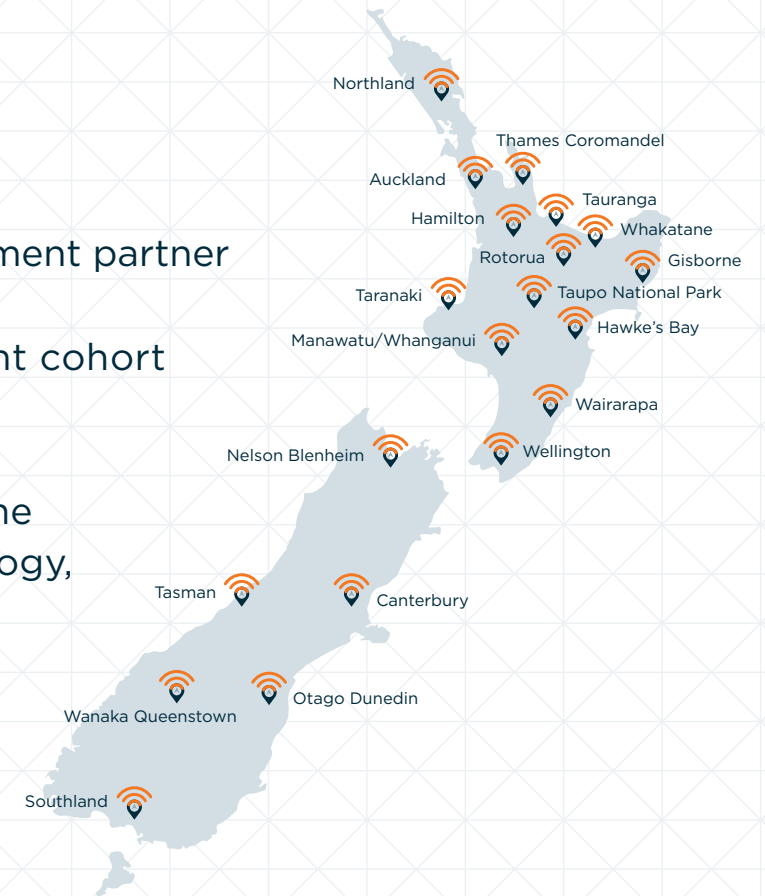 Northland
Thames Coromandel
Auckland
Tauranga
Hamilton
Whakatane
ment partner
Rotorua
Gisborne
Taranaki
Taupo National Park
Hawke's Bay
Manawatu/Whanganui
nt cohort
Wairarapa
Nelson Blenheim
Wellington
ne
ogy,
Tasman
Canterbury
Otago Dunedin
Wanaka Queenstown
Southland